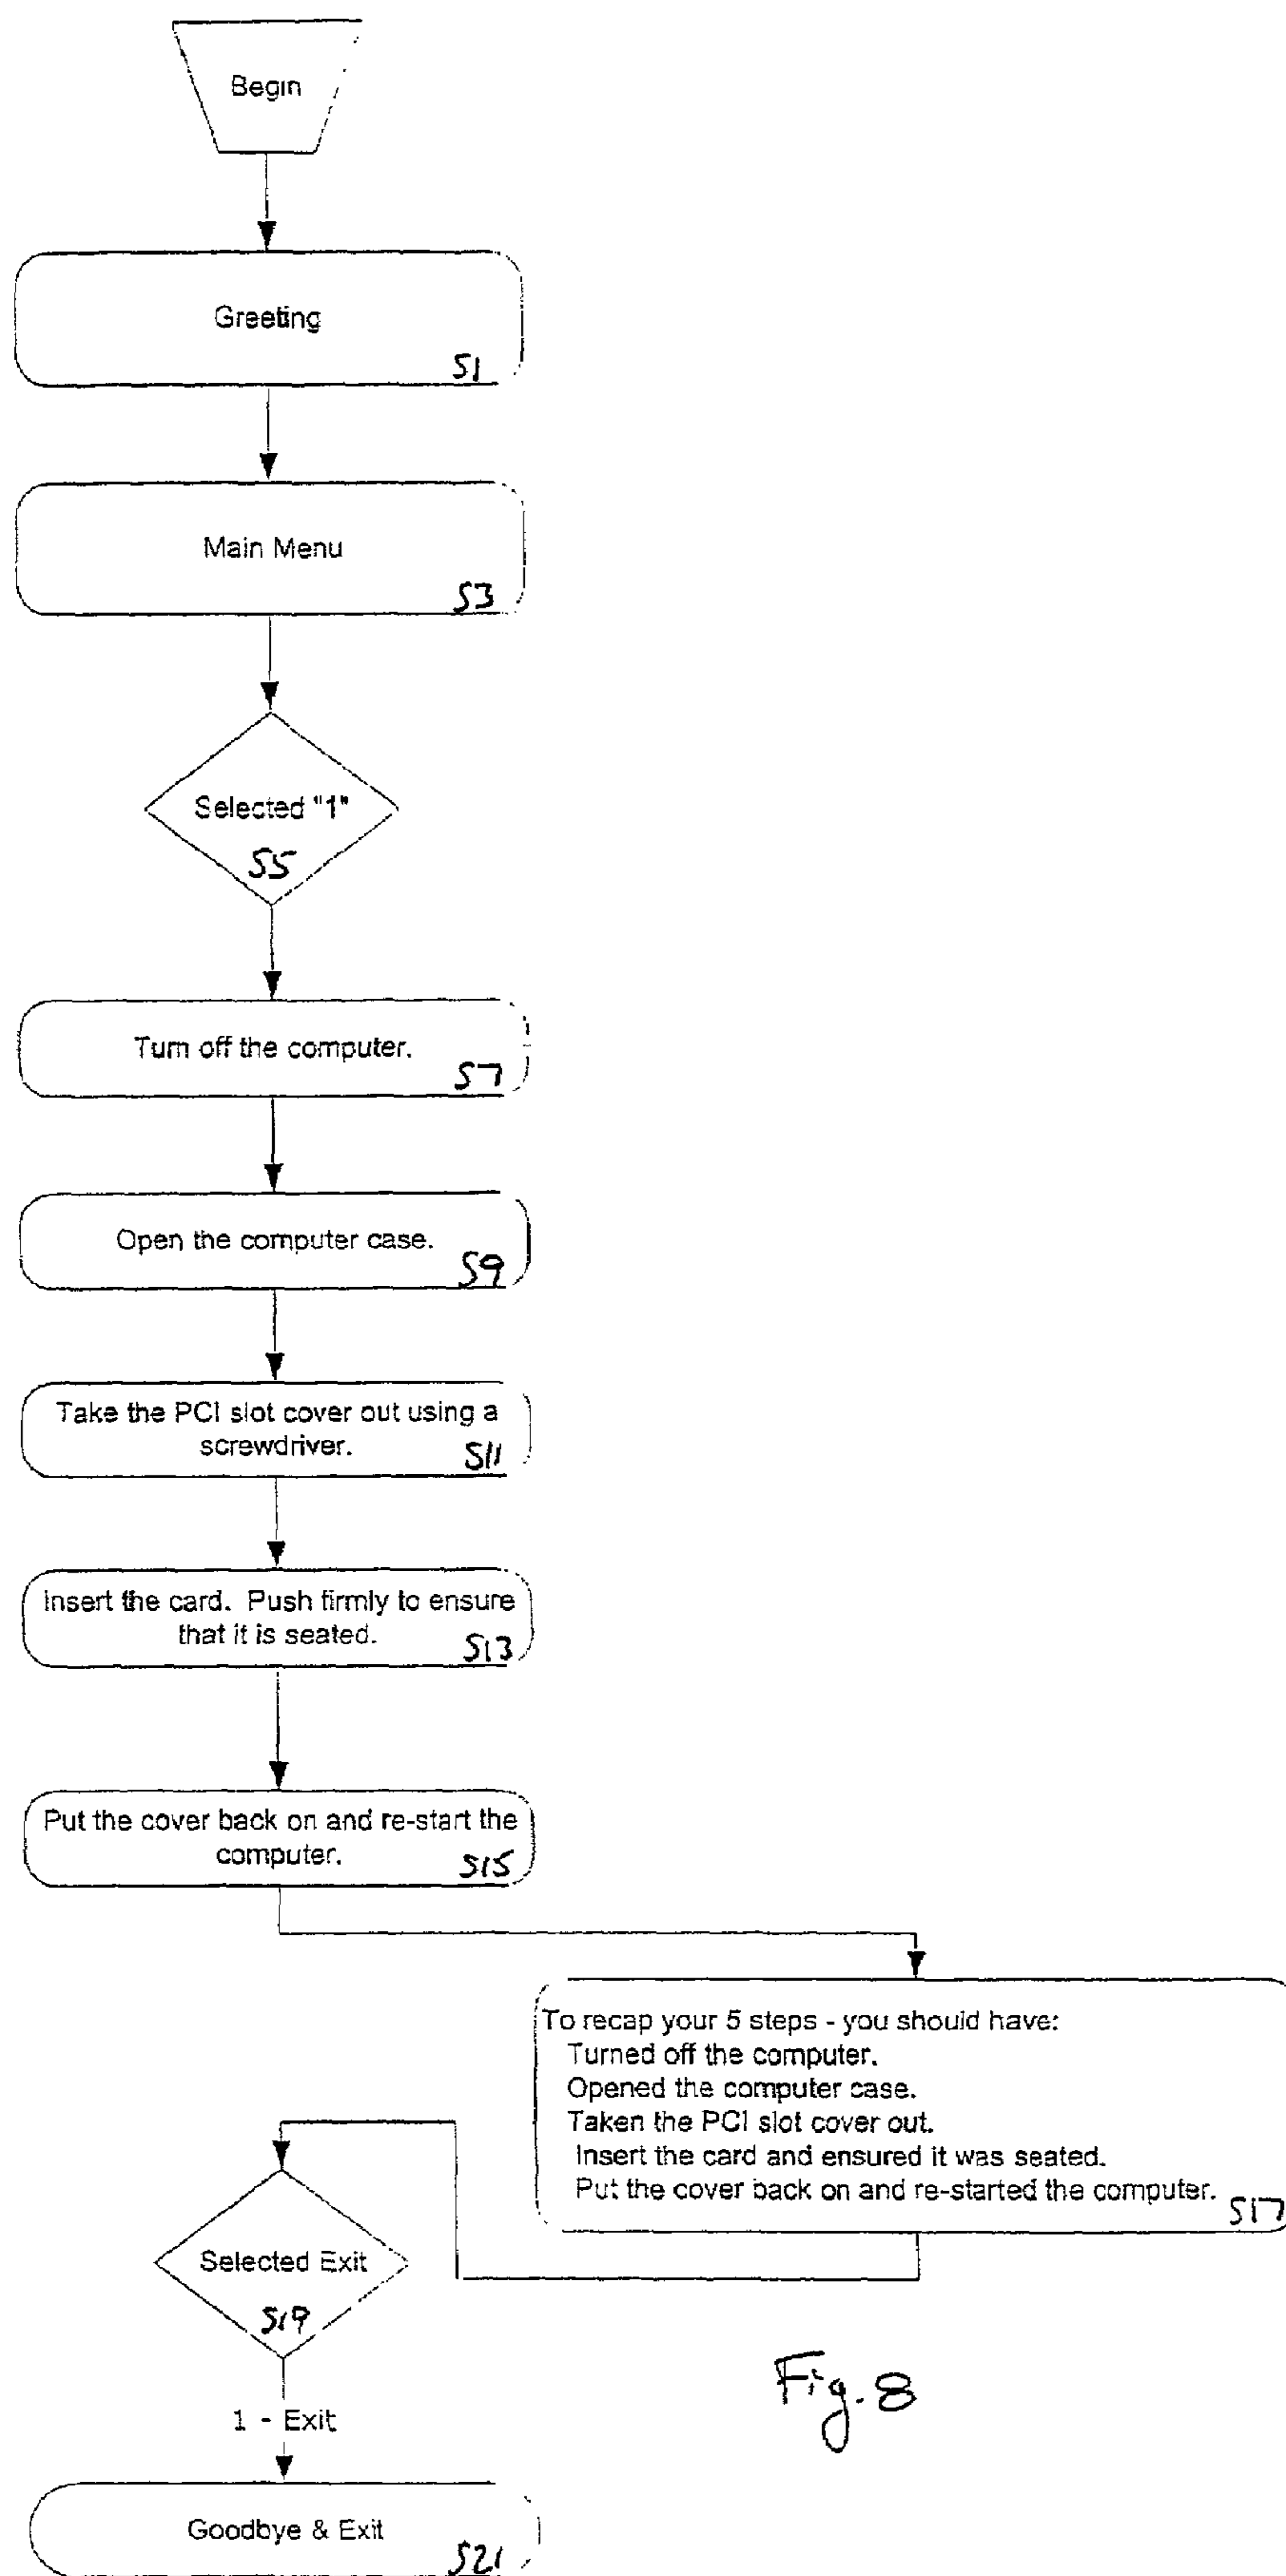 Begin
Greeting
S1
Main Menu
S3
Selected "1"
S5
Turn off the computer.
S7
Open the computer case.
S9
Take the PCI slot cover out using a
screwdriver.
S11
Insert the card. Push firmly to ensure
that it is seated.
S13
Put the cover back on and re-start the
computer.
S15
To recap your 5 steps - you should have:
Turned off the computer.
Opened the computer case.
Taken the PCI slot cover out.
Insert the card and ensured it was seated.
Put the cover back on and re-started the computer.
S17
Selected Exit
S19
1 - Exit
Goodbye & Exit
S21
Fig. 8